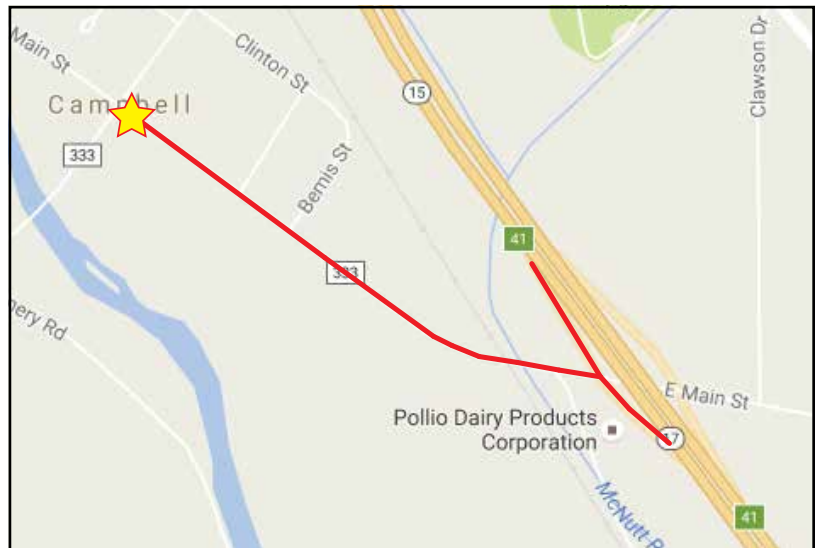 Main St
Clinton St
Clawson Dr
15
Campbell
333
Bemis St
41
333
ery Rd
E Main St
Pollio Dairy Products
Corporation
17
McNutt R
41